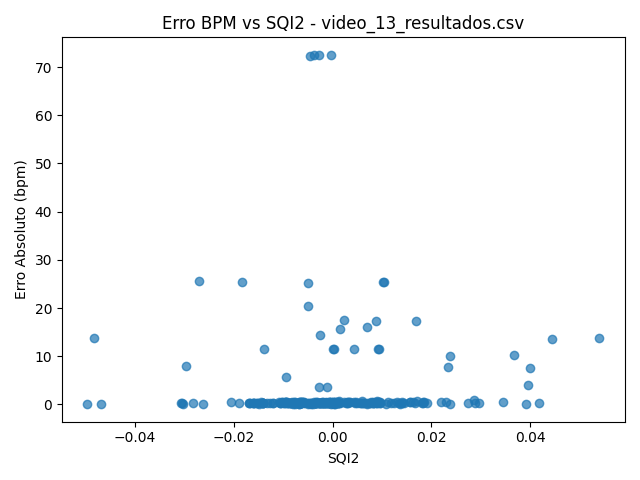 Erro BPM vs SQI2 - video_13_resultados.csv
Erro Absoluto (bpm)
70
60
50
40
30
20
10
0
−0.04 −0.02 0.00 0.02 0.04
SQI2